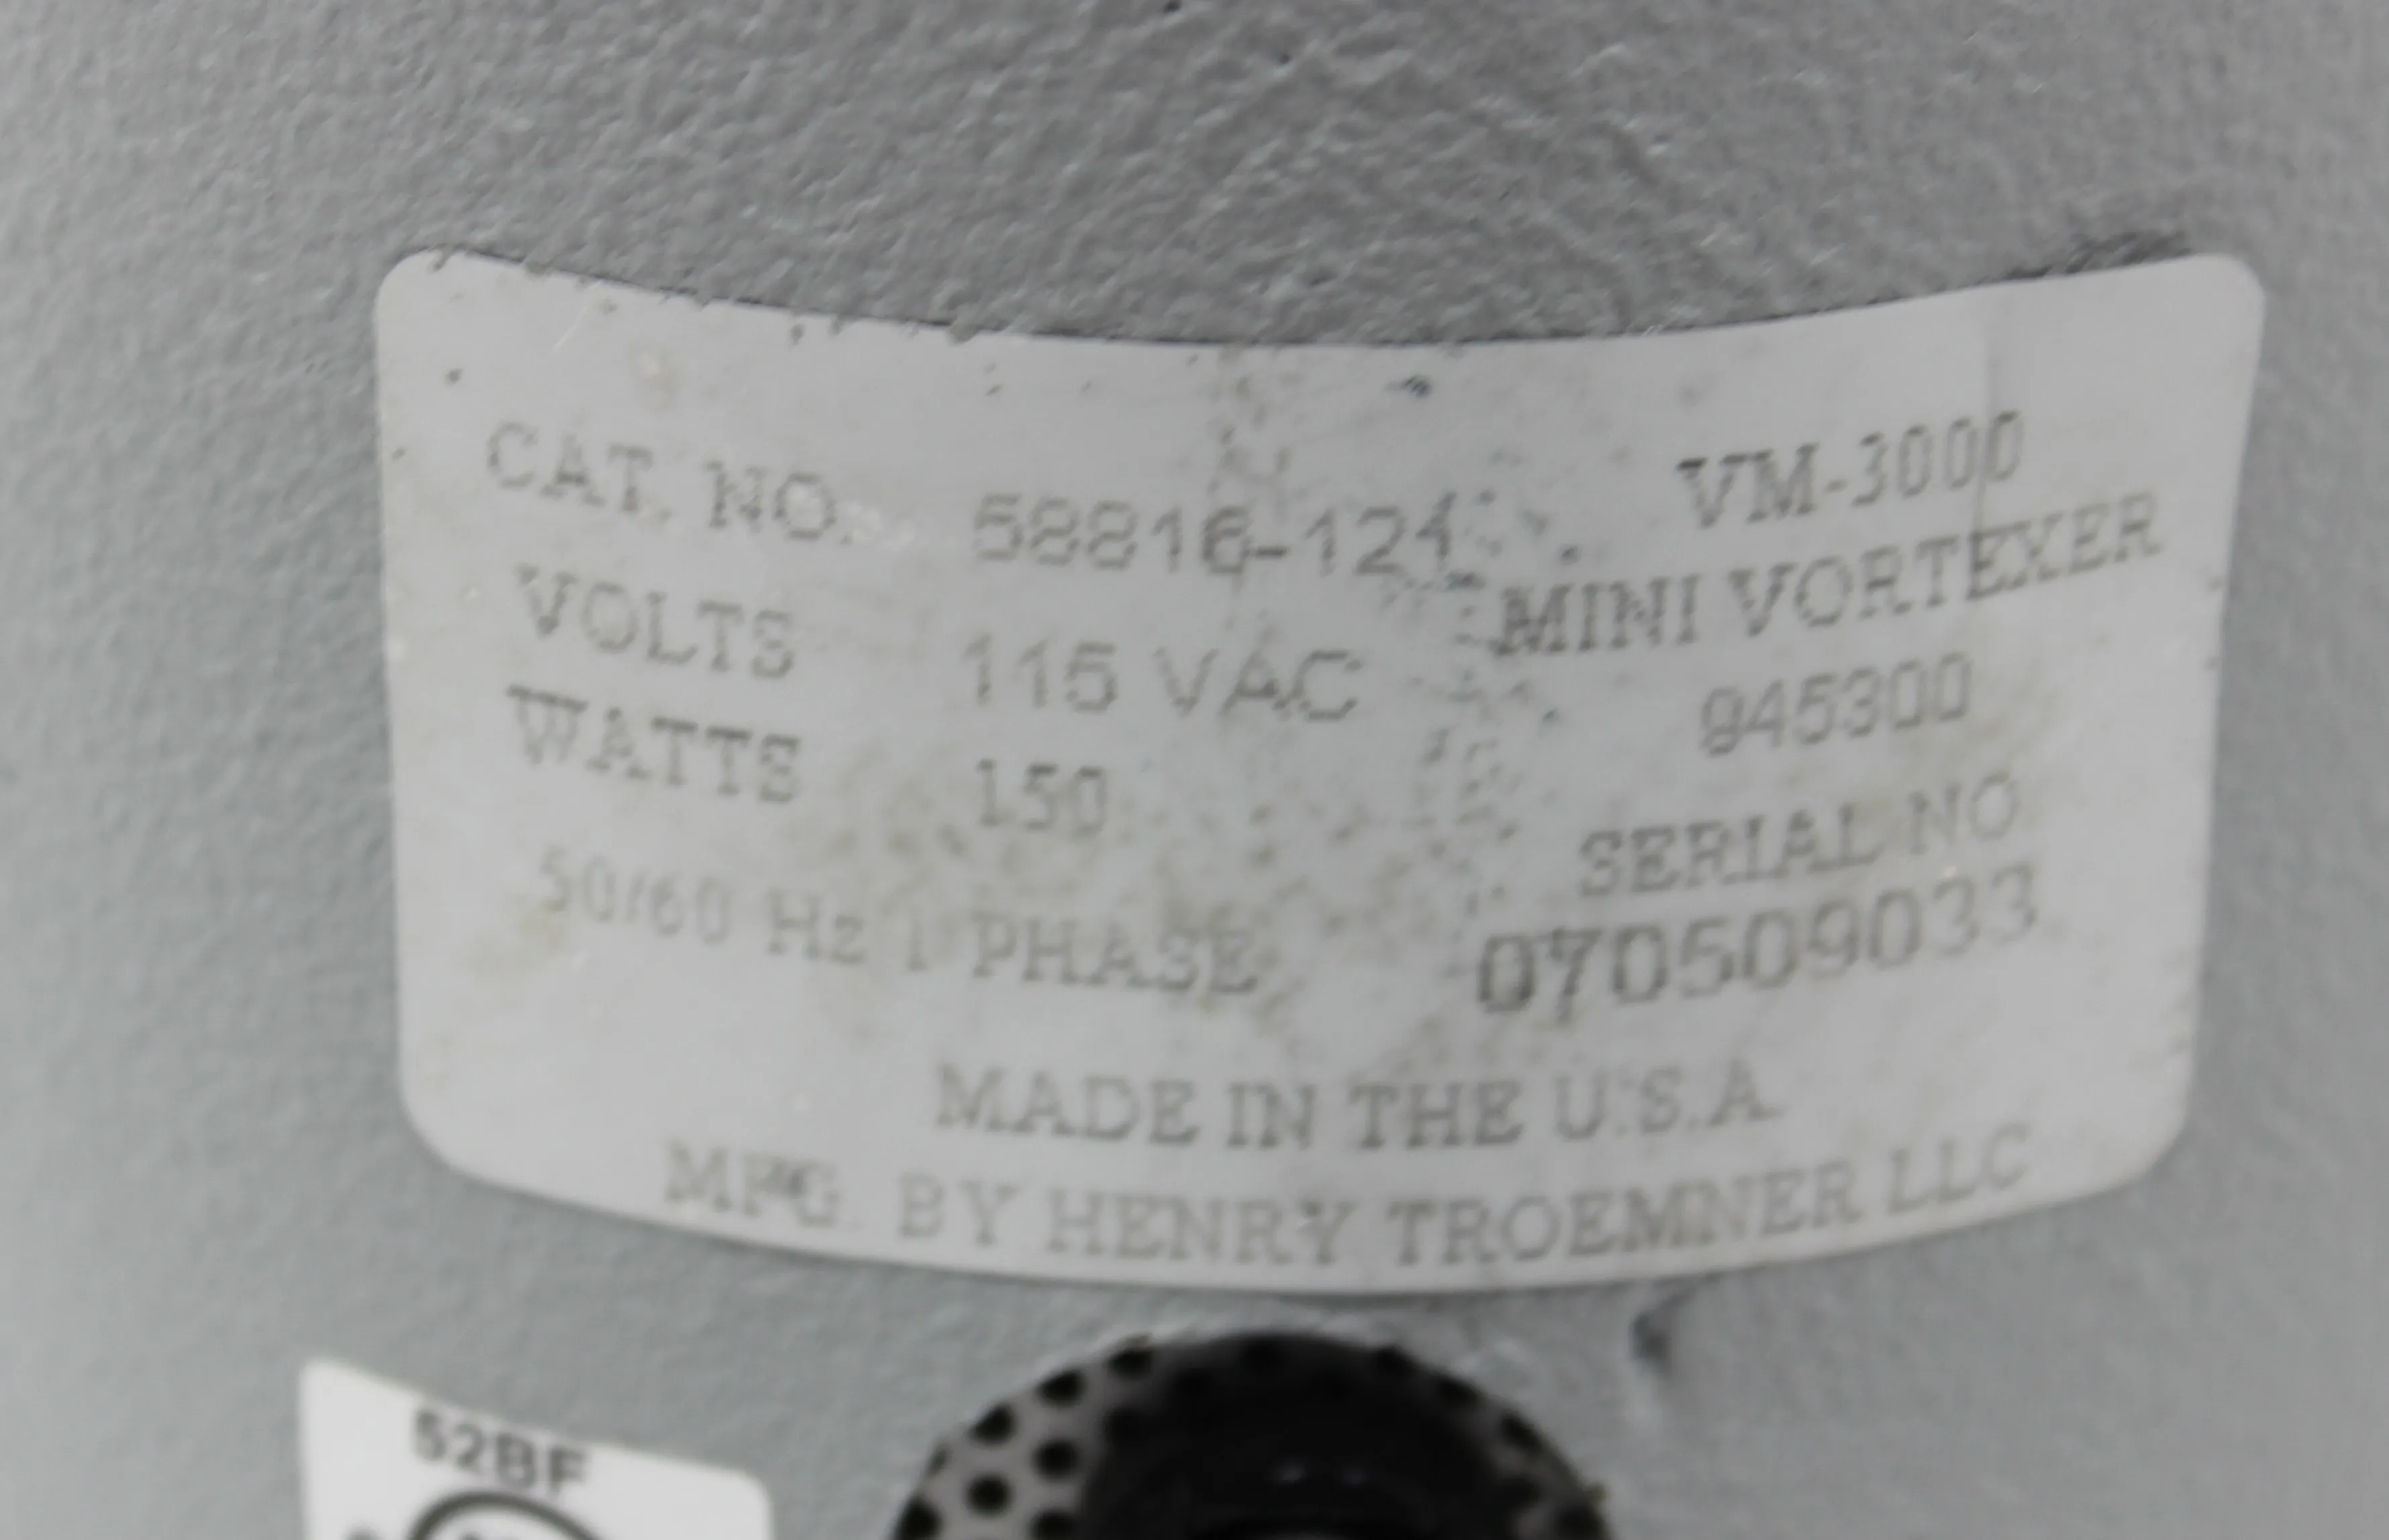 CAT. NO. 58816-121
VOLTS 115 VAC
WATTS 150
50/60 Hz 1 PHASE
VM-3000
MINI VORTEXER
945300
SERIAL NO.
070509033
MADE IN THE U.S.A.
MFG. BY HENRY TROEMNER LLC
52BF